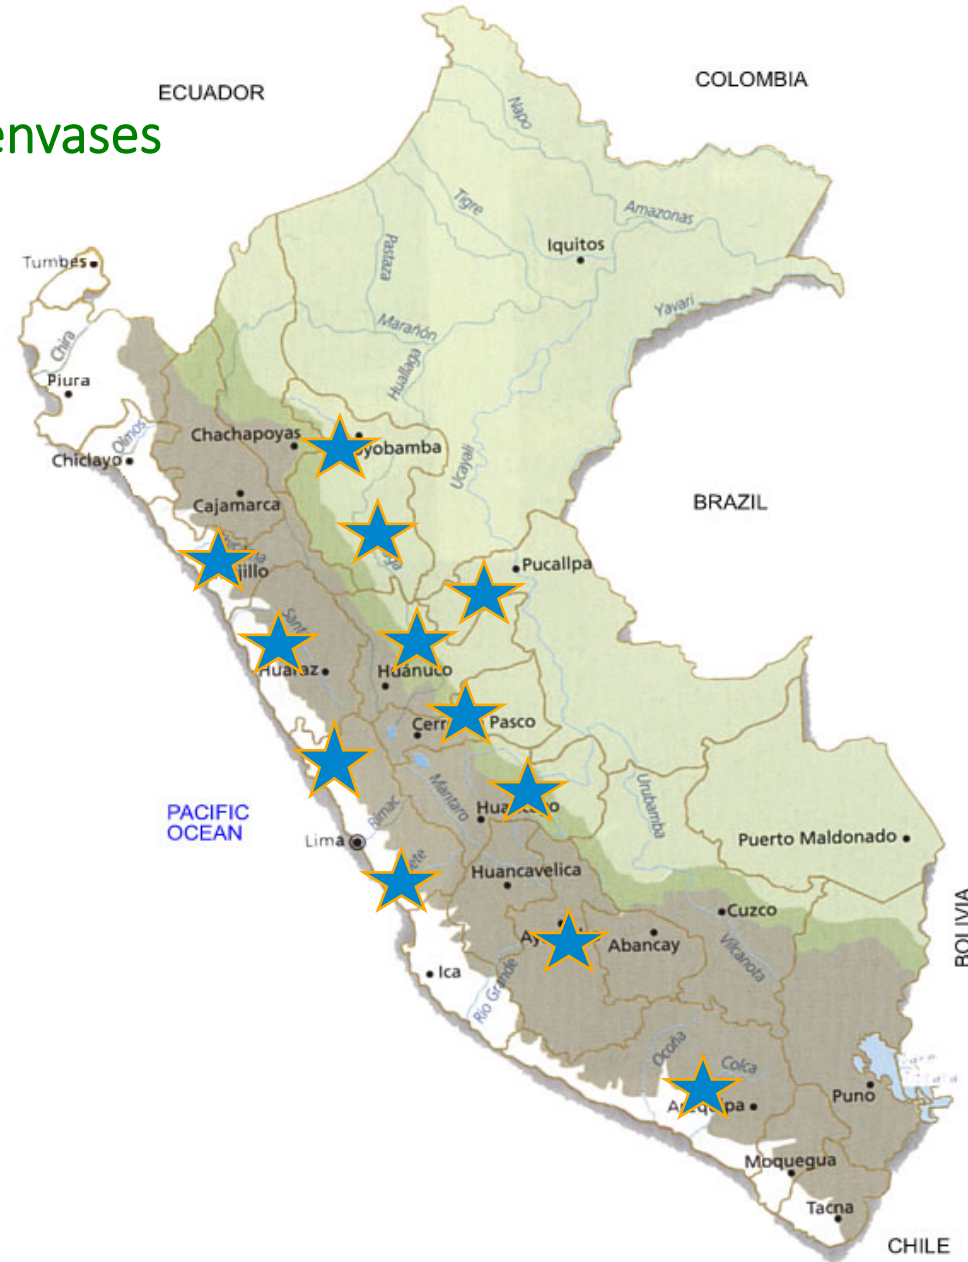 COLOMBIA
ECUADOR
Napo
envases
Tigre
Amazonas
Iquitos
Pastaza
Tumbes
Yavari
Marañón
Chira
Huallaga
Piura
Olmos
Chachapoyas
Ucayali
Chiclayo
Cajamarca
BRAZIL
Pucallpa
Huaraz
Huánuco
Pasco
Mantaro
Urubamba
PACIFIC
OCEAN
Rimac
Lima
Puerto Maldonado
Huancavelica
Cuzco
BOLIVIA
Abancay
Vilcanota
Ica
Rio Grande
Ocoña
Colca
Puno
Moquegua
Tacna
CHILE